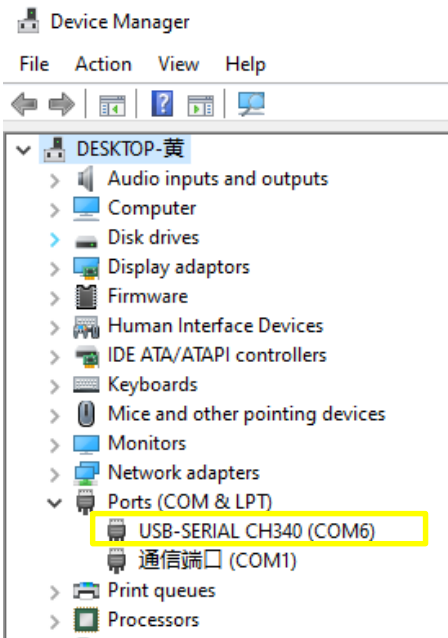 Device Manager
File Action View Help
DESKTOP-黄
Audio inputs and outputs
Computer
Disk drives
Display adaptors
Firmware
Human Interface Devices
IDE ATA/ATAPI controllers
Keyboards
Mice and other pointing devices
Monitors
Network adapters
Ports (COM & LPT)
USB-SERIAL CH340 (COM6)
通信端口 (COM1)
Print queues
Processors